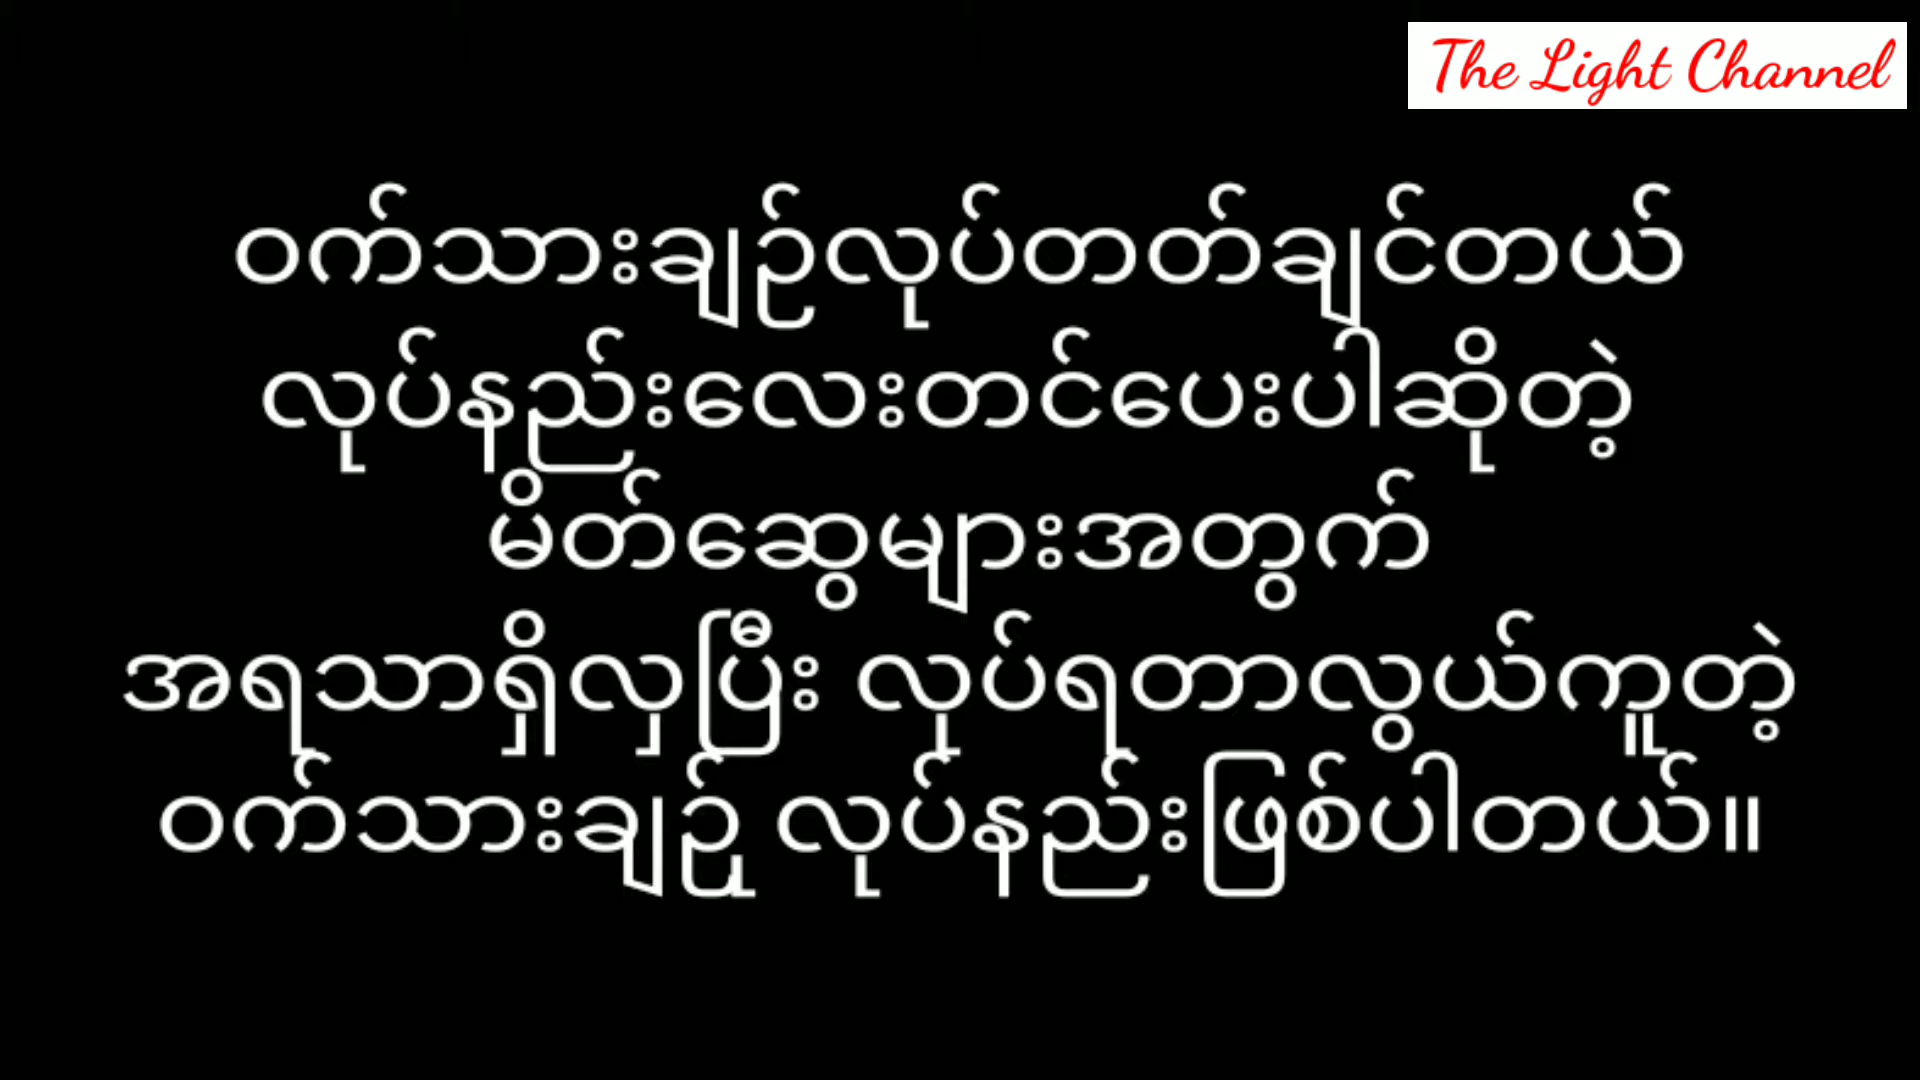 The Light Channel
ဝက်သားချဉ်လုပ်တတ်ချင်တယ်
လုပ်နည်းလေးတင်ပေးပါဆိုတဲ့
မိတ်ဆွေများအတွက်
အရသာရှိလှပြီး လုပ်ရတာလွယ်ကူတဲ့
ဝက်သားချဉ် လုပ်နည်းဖြစ်ပါတယ်။